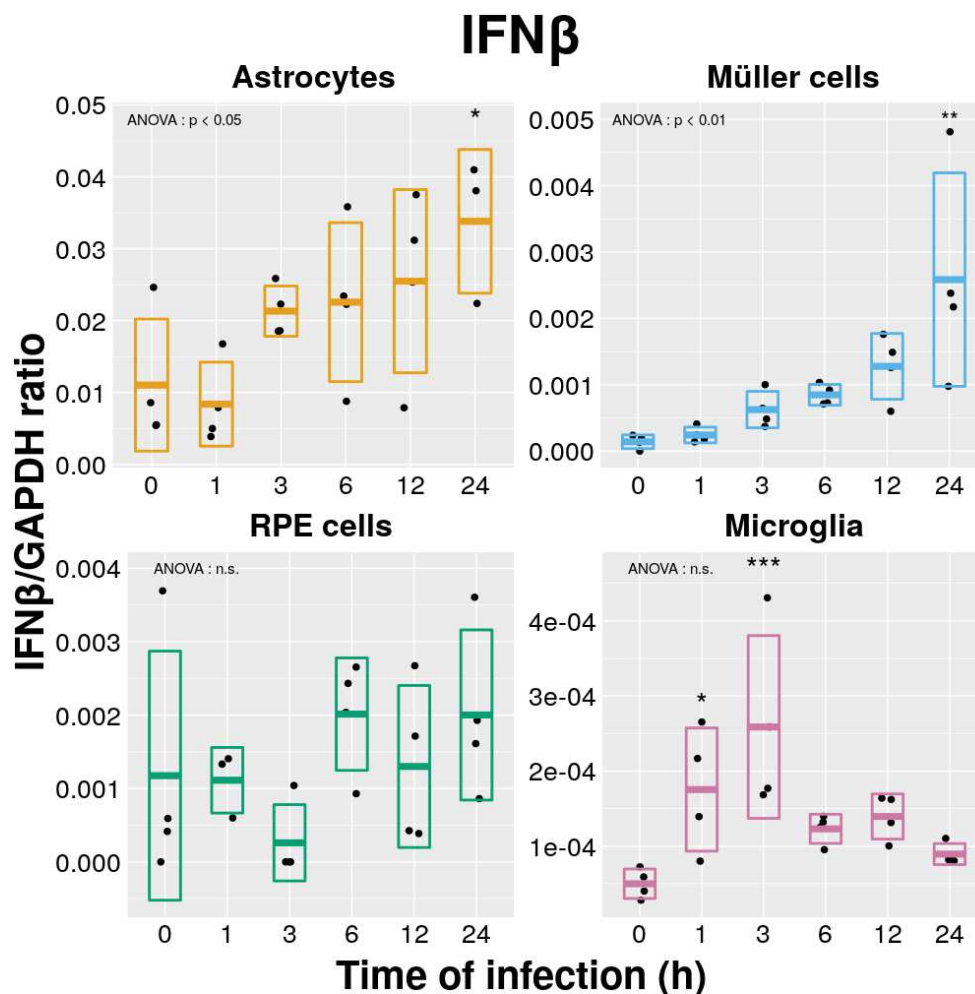 IFNβ
Astrocytes
ANOVA : p < 0.05
*
0.05
0.04
0.03
0.02
0.01
0.00
0 1 3 6 12 24
Müller cells
ANOVA : p < 0.01
**
0.005
0.004
0.003
0.002
0.001
0.000
0 1 3 6 12 24
IFNβ/GAPDH ratio
RPE cells
ANOVA : n.s.
0.004
0.003
0.002
0.001
0.000
0 1 3 6 12 24
Microglia
ANOVA : n.s.
***
*
4e-04
3e-04
2e-04
1e-04
0 1 3 6 12 24
Time of infection (h)